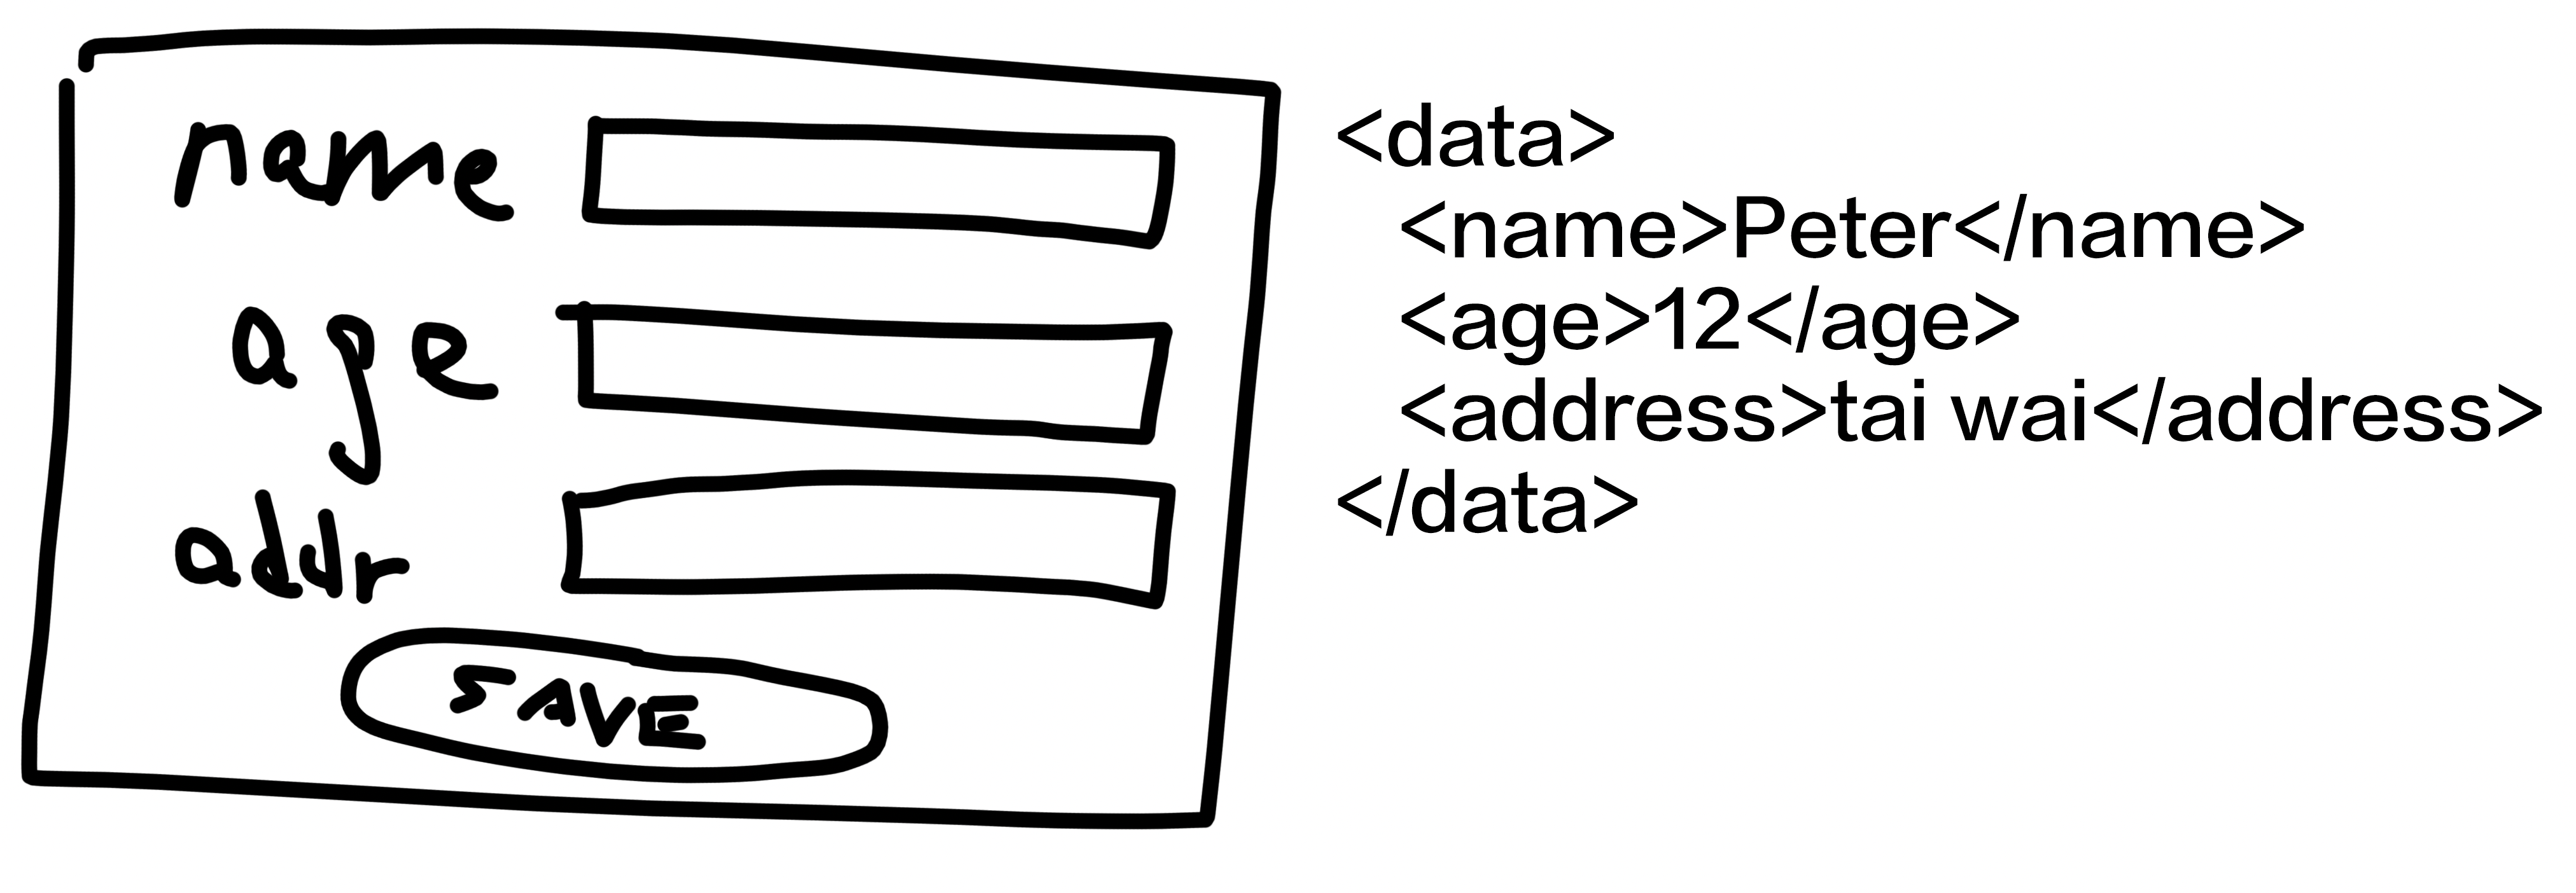 name
age
addr
SAVE
<data>
<name>Peter</name>
<age>12</age>
<address>tai wai</address>
</data>